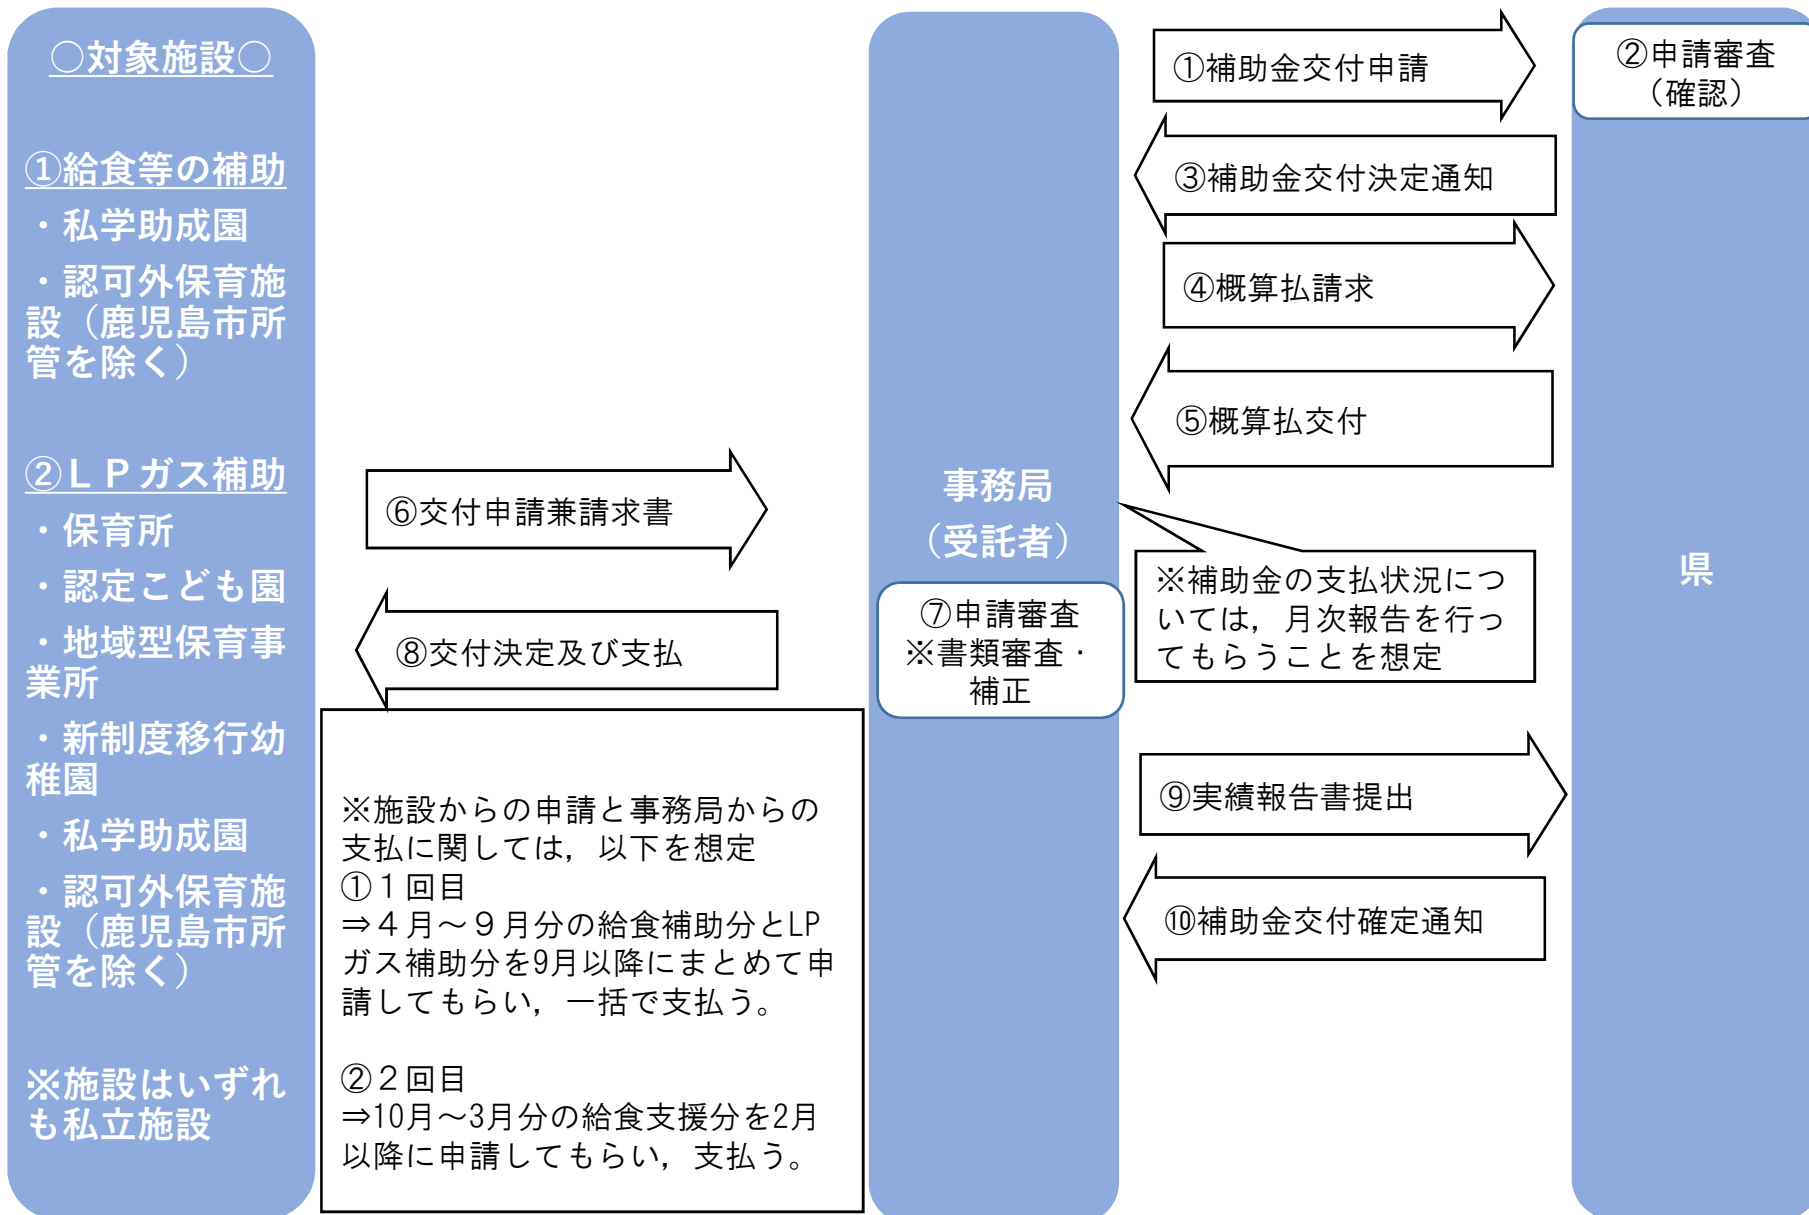 ○対象施設○
①給食等の補助
・私学助成園
・認可外保育施
設（鹿児島市所
管を除く）
②ＬＰガス補助
・保育所
・認定こども園
・地域型保育事
業所
・新制度移行幼
稚園
・私学助成園
・認可外保育施
設（鹿児島市所
管を除く）
※施設はいずれ
も私立施設
⑥交付申請兼請求書
⑧交付決定及び支払
※施設からの申請と事務局からの
支払に関しては，以下を想定
①１回目
⇒４月～９月分の給食補助分とLP
ガス補助分を9月以降にまとめて申
請してもらい，一括で支払う。
②２回目
⇒10月～3月分の給食支援分を2月
以降に申請してもらい，支払う。
事務局
（受託者）
⑦申請審査
※書類審査・
補正
①補助金交付申請
③補助金交付決定通知
④概算払請求
⑤概算払交付
※補助金の支払状況につ
いては，月次報告を行っ
てもらうことを想定
⑨実績報告書提出
⑩補助金交付確定通知
②申請審査
（確認）
県